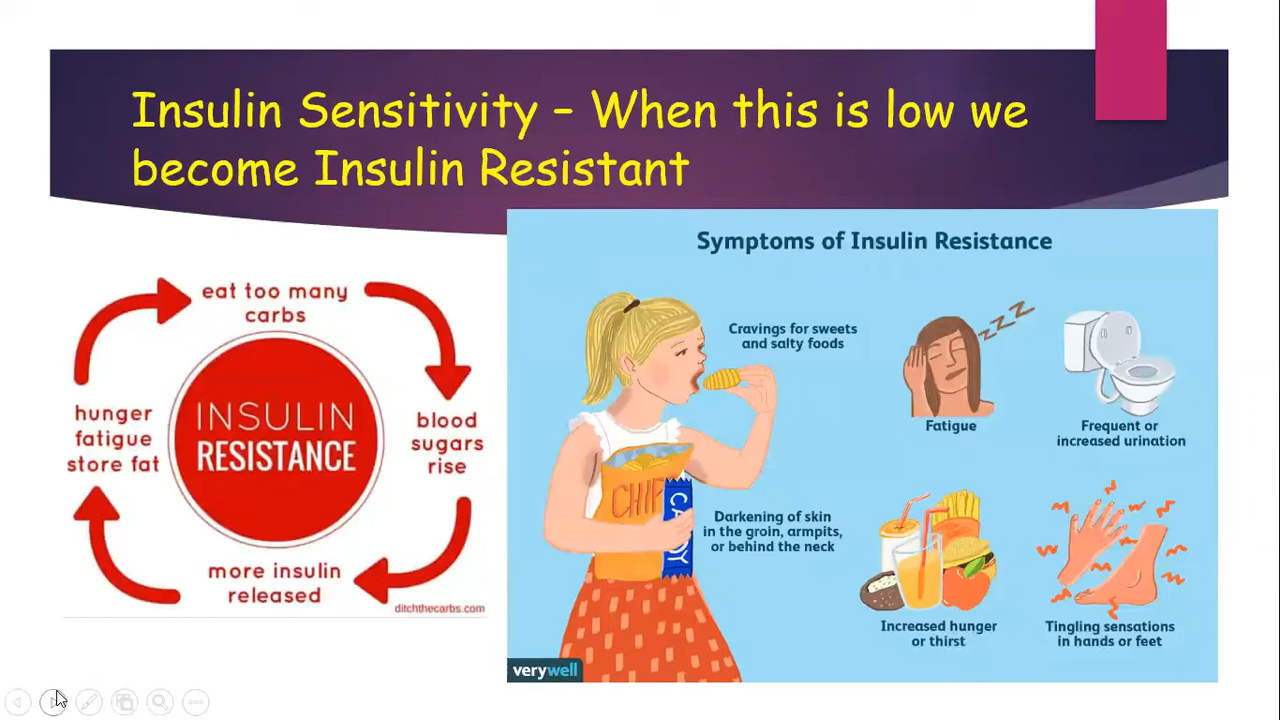 Insulin Sensitivity – When this is low we
become Insulin Resistant
eat too many
carbs
blood
sugars
rise
more insulin
released
hunger
fatigue
store fat
INSULIN
RESISTANCE
ditchthecarbs.com
Symptoms of Insulin Resistance
Cravings for sweets
and salty foods
Fatigue
Frequent or
increased urination
CHIP
CANDY
Darkening of skin
in the groin, armpits,
or behind the neck
Increased hunger
or thirst
Tingling sensations
in hands or feet
verywell